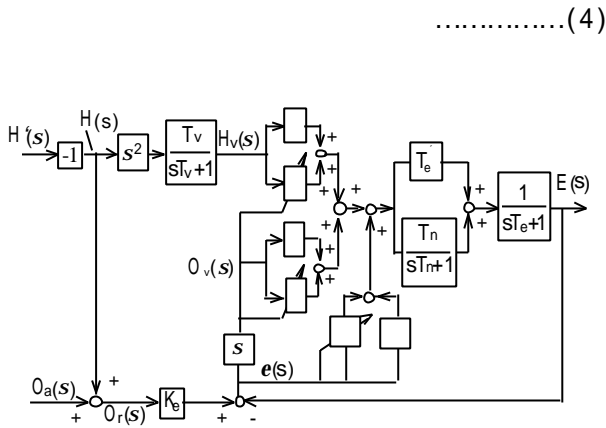 ……………(4)
H'(s)
-1
H(s)
s²
Tv
sTv+1
Hv(s)
+
+
+
+
+
+
+
+
Te'
Tn
sTn+1
+
+
1
sTe+1
E(s)
Ov(s)
s
e(s)
Oa(s)
+
+
Or(s)
Ke
+
-